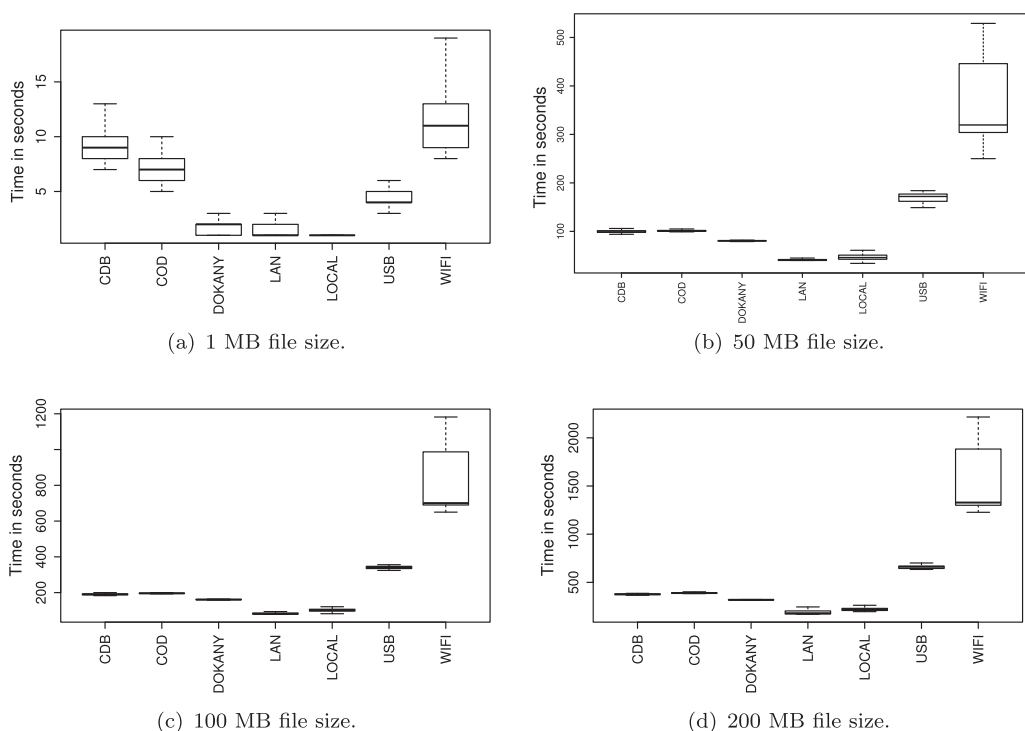 Time in seconds
5 10 15
CDB COD DOKANY LAN LOCAL USB WIFI
(a) 1 MB file size.
Time in seconds
100 200 300 400 500
CDB COD DOKANY LAN LOCAL USB WIFI
(b) 50 MB file size.
Time in seconds
200 400 600 800 1200
CDB COD DOKANY LAN LOCAL USB WIFI
(c) 100 MB file size.
Time in seconds
500 1000 1500 2000
CDB COD DOKANY LAN LOCAL USB WIFI
(d) 200 MB file size.